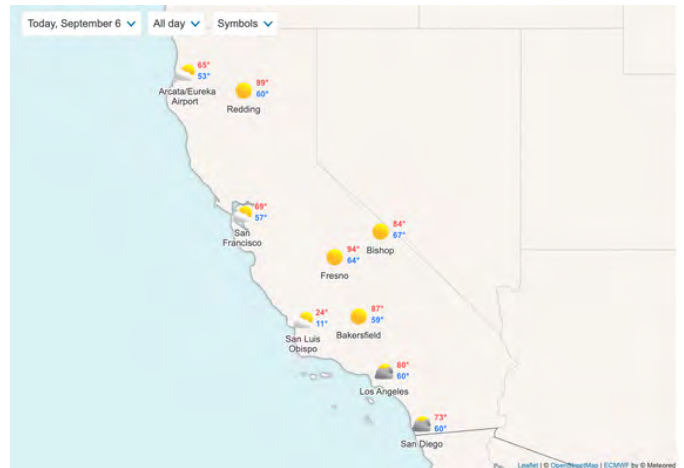 Today, September 6
All day
Symbols
65°
53°
Arcata/Eureka
Airport
89°
60°
Redding
69°
57°
San
Francisco
84°
67°
Bishop
94°
64°
Fresno
24°
11°
San Luis
Obispo
87°
59°
Bakersfield
80°
60°
Los Angeles
73°
60°
San Diego
Leaflet | © OpenStreetMap | ECMWF by © Meteored